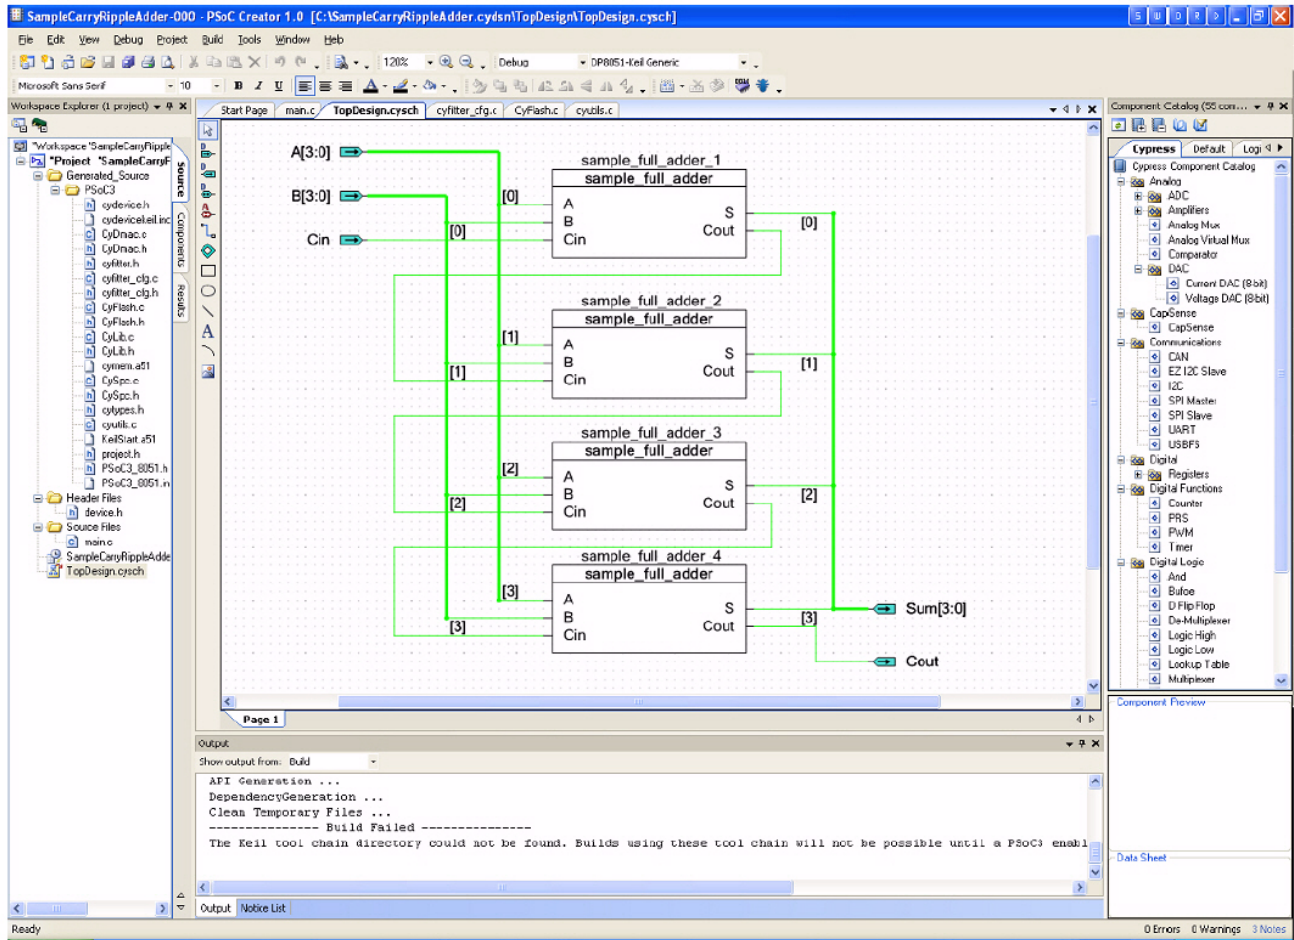 SampleCarryRippleAdder-000 - PSoC Creator 1.0 [C:\SampleCarryRippleAdder.cydsn\TopDesign\TopDesign.cysch]
File Edit View Debug Project Build Tools Window Help
120% Debug DP8051-Keil Generic
Microsoft Sans Serif 10 B I U
Workspace Explorer (1 project)
"Workspace 'SampleCarryRipple
"Project "SampleCarryF
Generated_Source
PSoC3
cydevice.h
cydevicekeil.inc
CyDmac.c
CyDmac.h
cyfitter.h
cyfitter_cfg.c
cyfitter_cfg.h
CyFlash.c
CyFlash.h
CyLib.c
CyLib.h
cymem.a51
CySpc.c
CySpc.h
cytypes.h
cyutils.c
KeilStart.a51
project.h
PSoC3_8051.h
PSoC3_8051.in
Header Files
device.h
Source Files
main.c
SampleCarryRippleAdde
TopDesign.cysch
Source
Components
Results
Start Page main.c TopDesign.cysch cyfitter_cfg.c CyFlash.c cyutils.c
A[3:0]
B[3:0]
Cin
sample_full_adder_1
sample_full_adder
[0]
A
B
Cin
S
Cout
[0]
[0]
sample_full_adder_2
sample_full_adder
[1]
A
B
Cin
S
Cout
[1]
[1]
sample_full_adder_3
sample_full_adder
[2]
A
B
Cin
S
Cout
[2]
[2]
sample_full_adder_4
sample_full_adder
[3]
A
B
Cin
S
Cout
[3]
[3]
Sum[3:0]
Cout
Page 1
Output
Show output from: Build
API Generation ...
DependencyGeneration ...
Clean Temporary Files ...
--------------- Build Failed ---------------
The Keil tool chain directory could not be found. Builds using these tool chain will not be possible until a PSoC3 enabl
Output Notice List
Component Catalog (55 com...
Cypress Default Logi
Cypress Component Catalog
Analog
ADC
Amplifiers
Analog Mux
Analog Virtual Mux
Comparator
DAC
Current DAC (8-bit)
Voltage DAC (8-bit)
CapSense
CapSense
Communications
CAN
EZ I2C Slave
I2C
SPI Master
SPI Slave
UART
USBFS
Digital
Registers
Digital Functions
Counter
PRS
PWM
Timer
Digital Logic
And
Bufoe
D Flip Flop
De-Multiplexer
Logic High
Logic Low
Lookup Table
Multiplexer
Component Preview
Data Sheet
Ready
0 Errors 0 Warnings 3 Notes